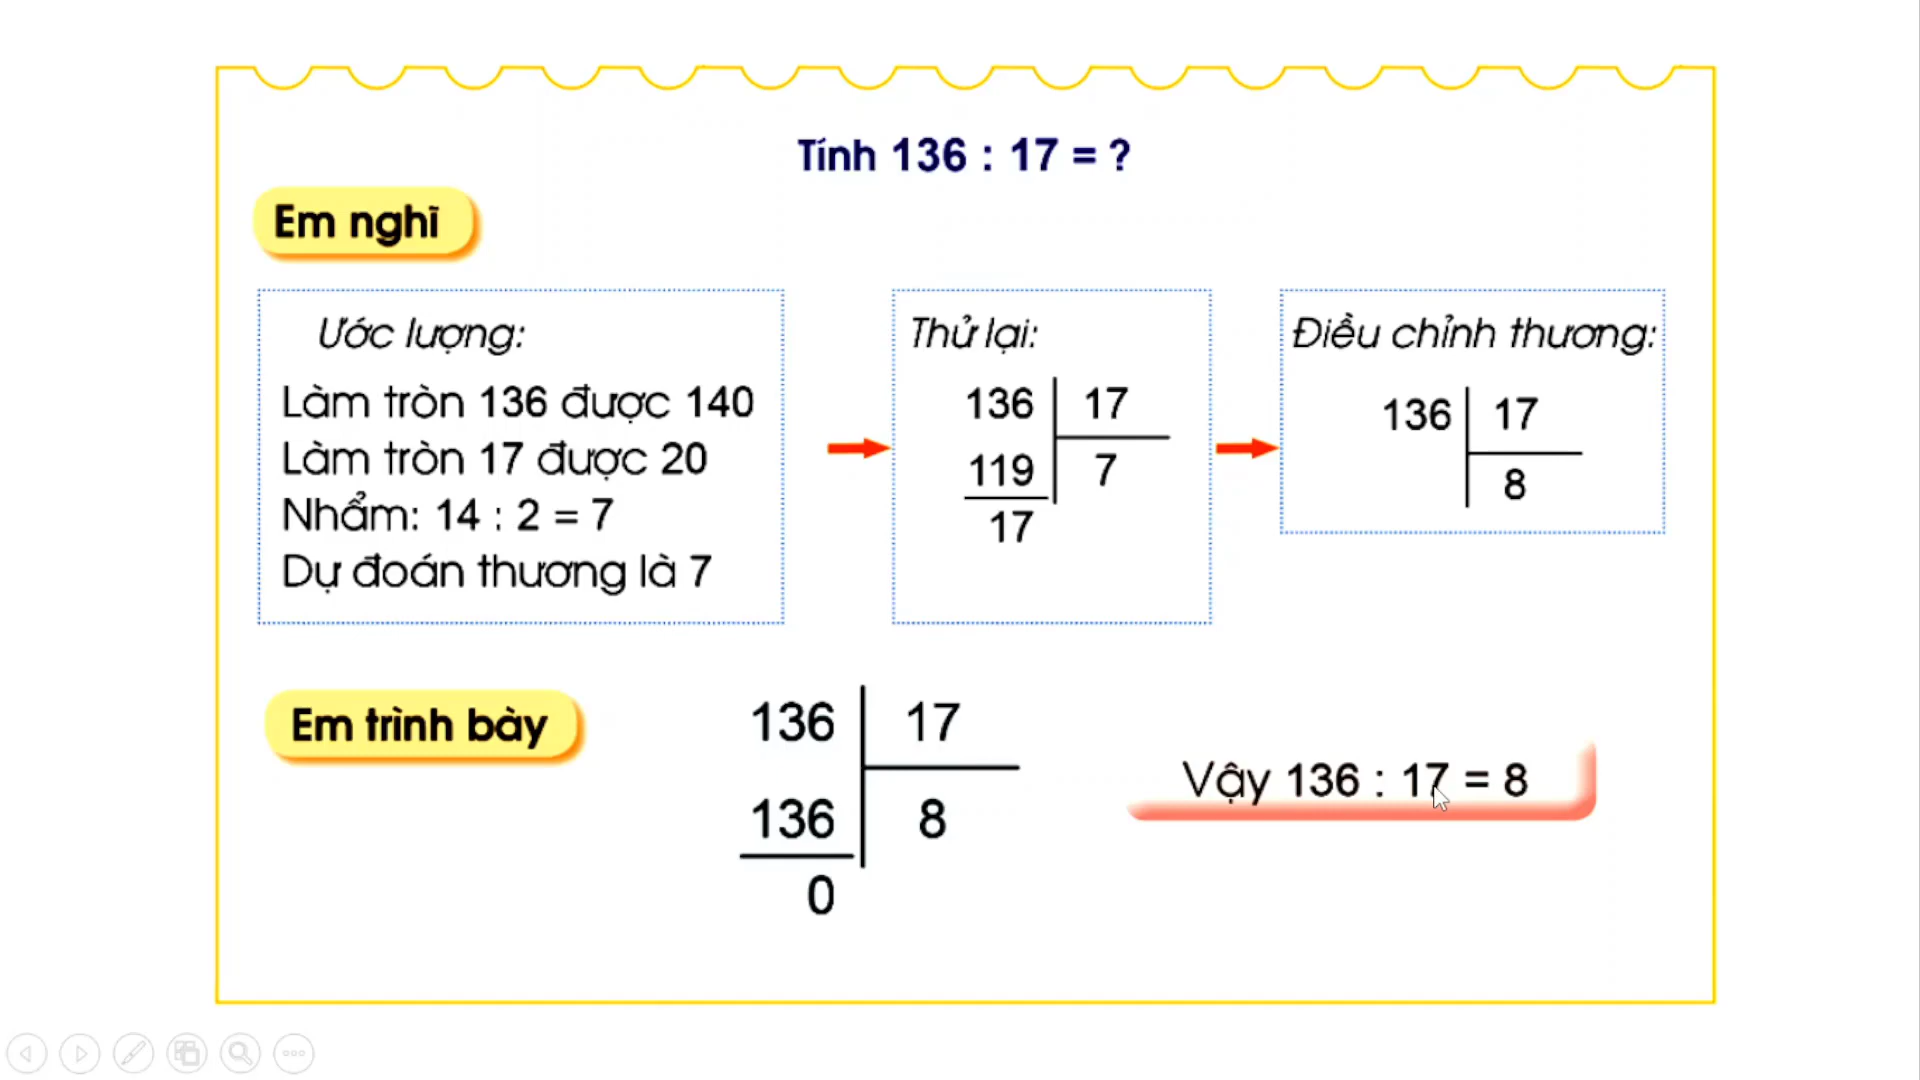 Tính 136 : 17 = ?
Em nghĩ
Ước lượng:
Làm tròn 136 được 140
Làm tròn 17 được 20
Nhẩm: 14 : 2 = 7
Dự đoán thương là 7
Thử lại:
136 17
119 7
17
Điều chỉnh thương:
136 17
8
Em trình bày
136 17
136 8
0
Vậy 136 : 17 = 8